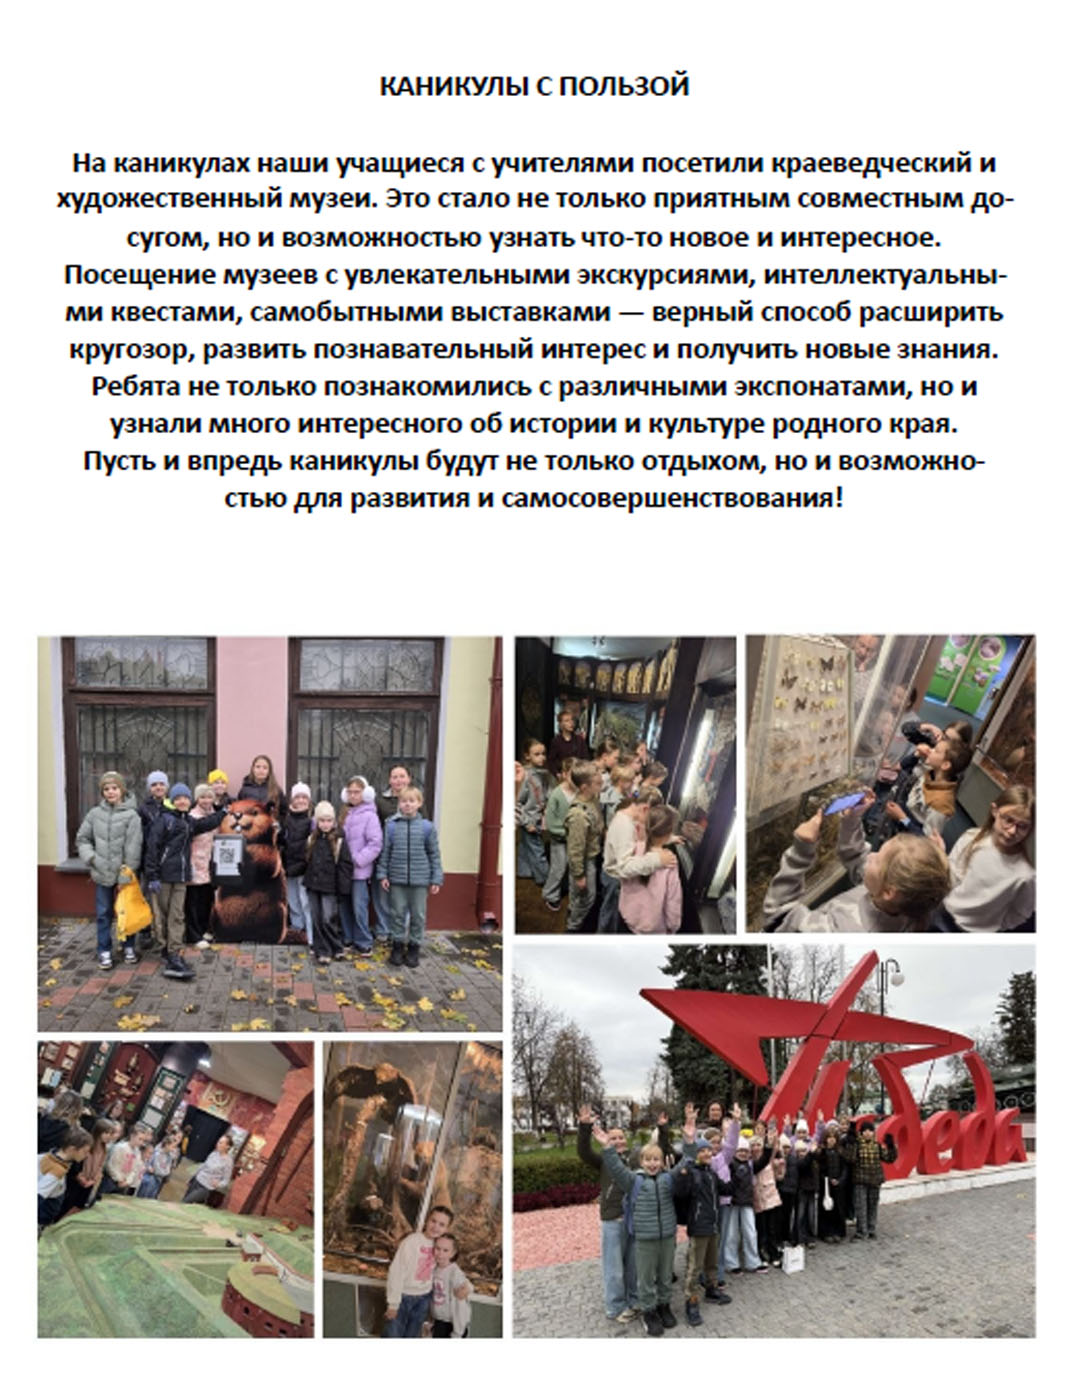 КАНИКУЛЫ С ПОЛЬЗОЙ
На каникулах наши учащиеся с учителями посетили краеведческий и
художественный музеи. Это стало не только приятным совместным до-
сугом, но и возможностью узнать что-то новое и интересное.
Посещение музеев с увлекательными экскурсиями, интеллектуальны-
ми квестами, самобытными выставками — верный способ расширить
кругозор, развить познавательный интерес и получить новые знания.
Ребята не только познакомились с различными экспонатами, но и
узнали много интересного об истории и культуре родного края.
Пусть и впредь каникулы будут не только отдыхом, но и возможно-
стью для развития и самосовершенствования!